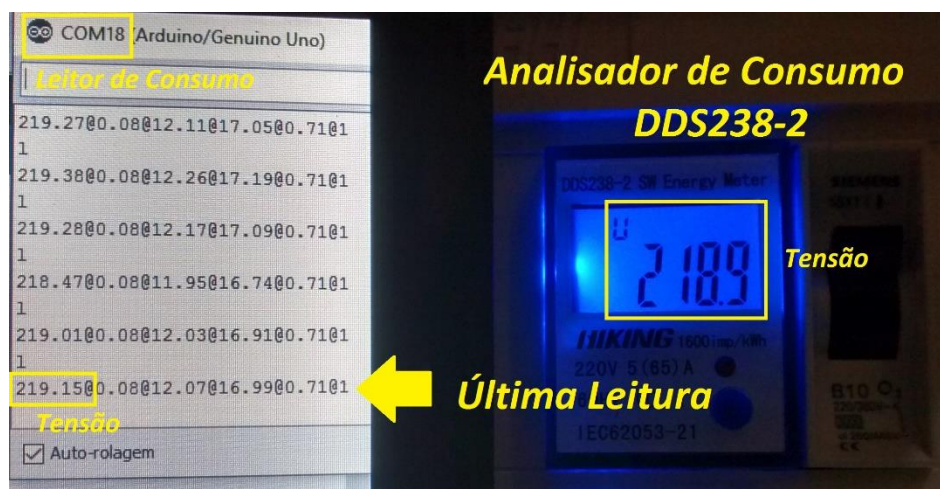 COM18 (Arduino/Genuino Uno)
Leitor de Consumo
219.27@0.08@12.11@17.05@0.71@1
1
219.38@0.08@12.26@17.19@0.71@1
1
219.28@0.08@12.17@17.09@0.71@1
1
218.47@0.08@11.95@16.74@0.71@1
1
219.01@0.08@12.03@16.91@0.71@1
1
219.15@0.08@12.07@16.99@0.71@1
Tensão
Auto-rolagem
Última Leitura
Analisador de Consumo
DDS238-2
DDS238-2 SW Energy Meter
U
218.9
Tensão
HIKING 1600imp/kWh
220V 5(65)A
IEC62053-21
SIEMENS
B10